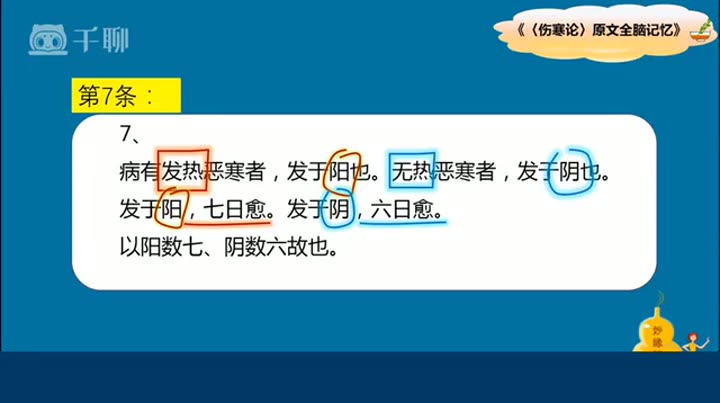 千聊
《〈伤寒论〉原文全脑记忆》
第7条：
7、
病有发热恶寒者，发于阳也。无热恶寒者，发于阴也。
发于阳，七日愈。发于阴，六日愈。
以阳数七、阴数六故也。
妙
缘